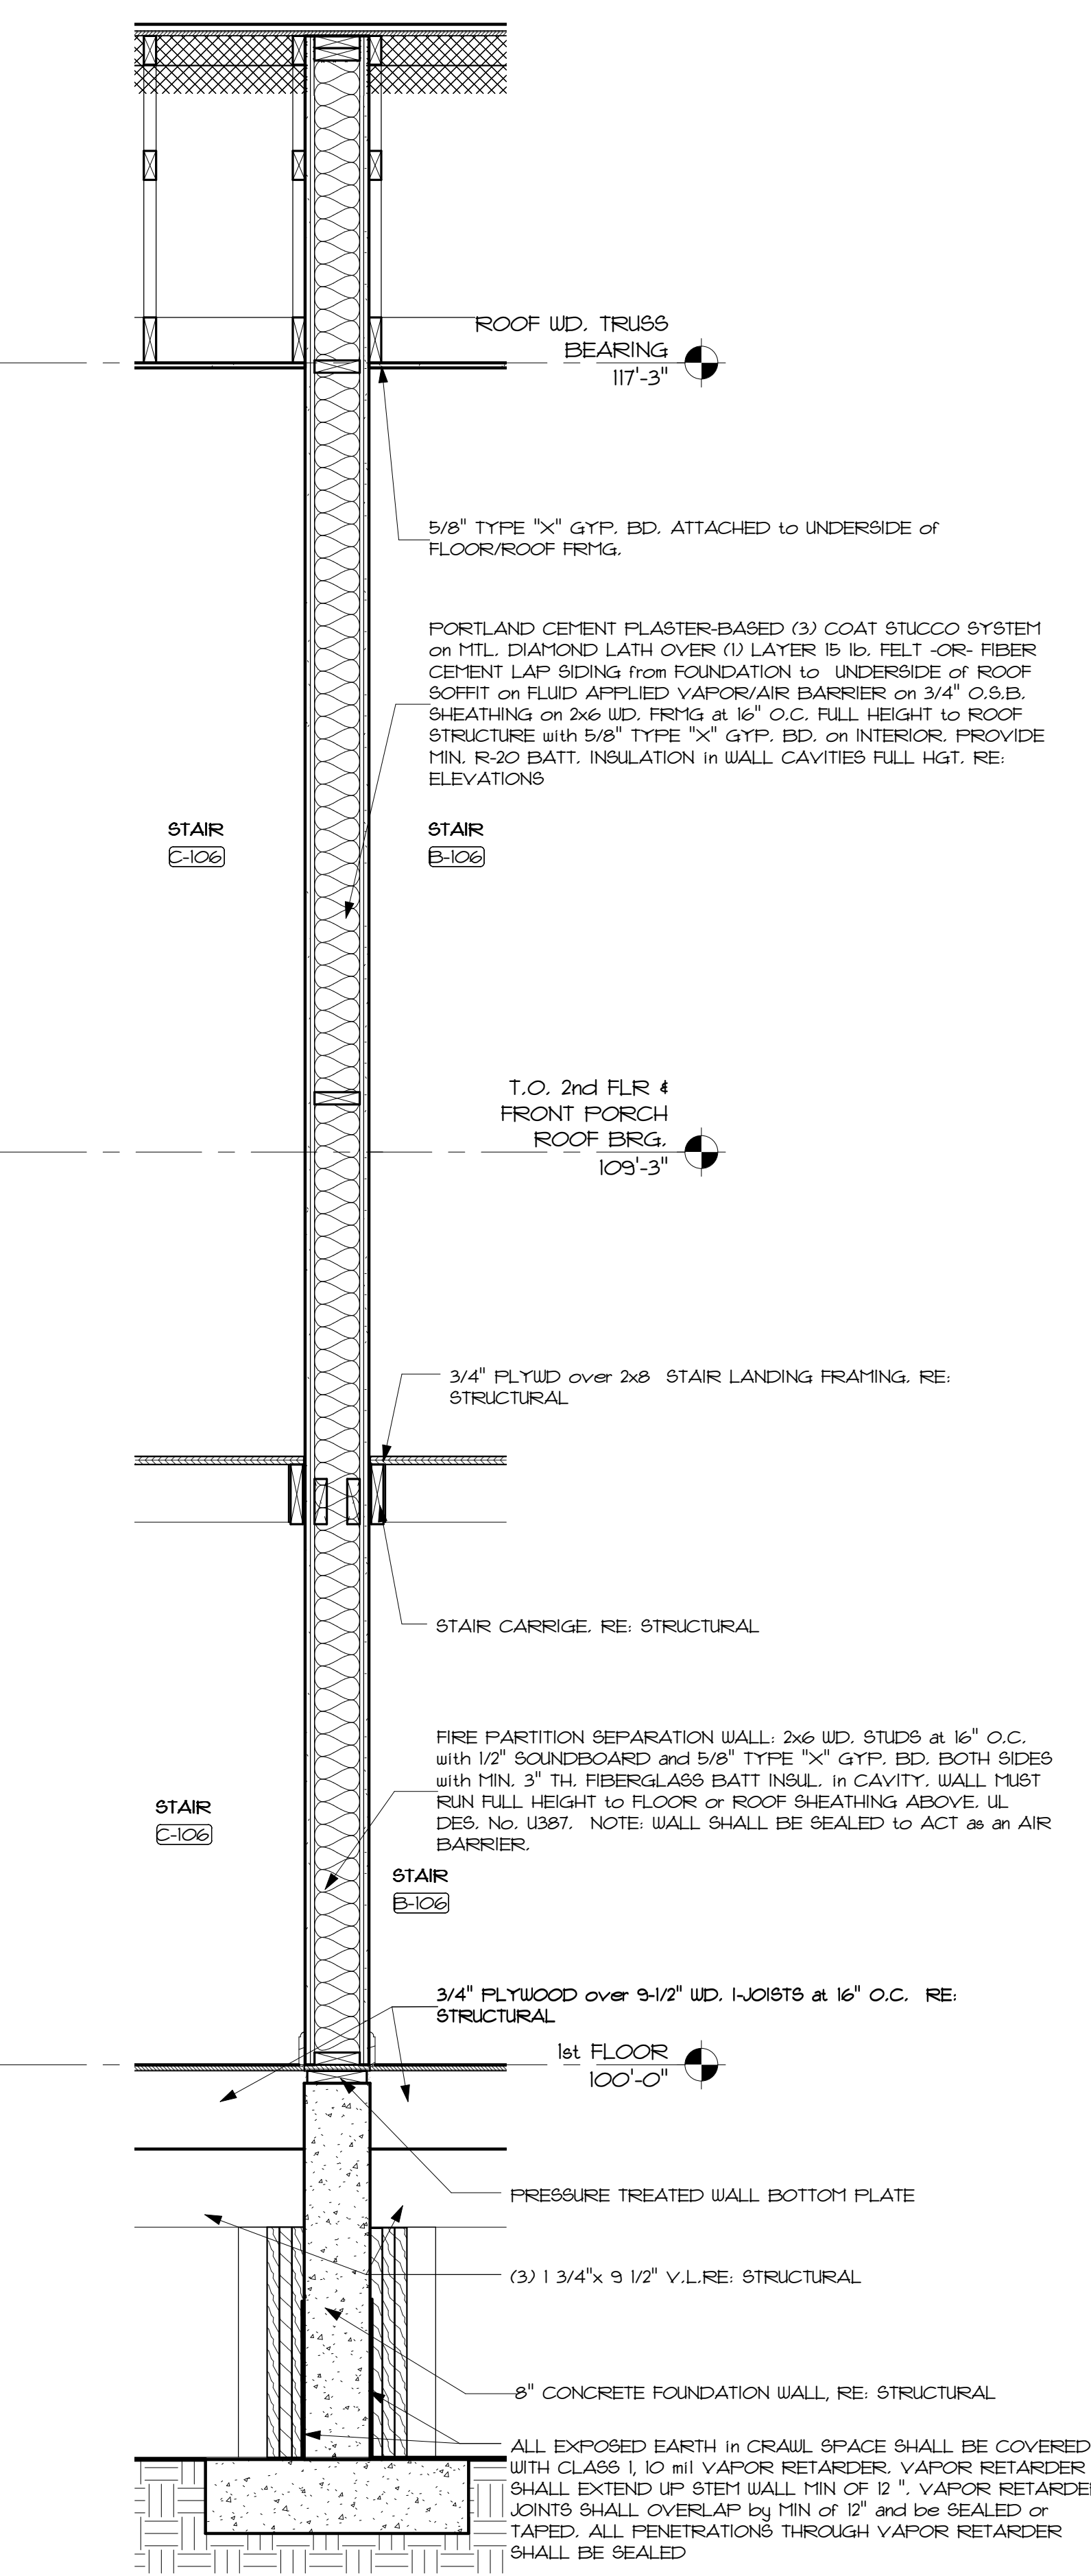 ROOF WD. TRUSS
BEARING
117'-3"
5/8" TYPE "X" GYP. BD. ATTACHED to UNDERSIDE of
FLOOR/ROOF FRMG.
PORTLAND CEMENT PLASTER-BASED (3) COAT STUCCO SYSTEM
on MTL. DIAMOND LATH OVER (1) LAYER 15 lb. FELT -OR- FIBER
CEMENT LAP SIDING from FOUNDATION to UNDERSIDE of ROOF
SOFFIT on FLUID APPLIED VAPOR/AIR BARRIER on 3/4" O.S.B.
SHEATHING on 2x6 WD. FRMG at 16" O.C. FULL HEIGHT to ROOF
STRUCTURE with 5/8" TYPE "X" GYP. BD. on INTERIOR. PROVIDE
MIN. R-20 BATT. INSULATION in WALL CAVITIES FULL HGT. RE:
ELEVATIONS
STAIR
C-106
STAIR
B-106
T.O. 2nd FLR &
FRONT PORCH
ROOF BRG.
109'-3"
3/4" PLYWD over 2x8 STAIR LANDING FRAMING. RE:
STRUCTURAL
STAIR CARRIGE. RE: STRUCTURAL
FIRE PARTITION SEPARATION WALL: 2x6 WD. STUDS at 16" O.C.
with 1/2" SOUNDBOARD and 5/8" TYPE "X" GYP. BD. BOTH SIDES
with MIN. 3" TH. FIBERGLASS BATT INSUL. in CAVITY. WALL MUST
RUN FULL HEIGHT to FLOOR or ROOF SHEATHING ABOVE. UL
DES. No. U387. NOTE: WALL SHALL BE SEALED to ACT as an AIR
BARRIER.
STAIR
C-106
STAIR
B-106
3/4" PLYWOOD over 9-1/2" WD. I-JOISTS at 16" O.C. RE:
STRUCTURAL
1st FLOOR
100'-0"
PRESSURE TREATED WALL BOTTOM PLATE
(3) 1 3/4"x 9 1/2" V.L.RE: STRUCTURAL
8" CONCRETE FOUNDATION WALL, RE: STRUCTURAL
ALL EXPOSED EARTH in CRAWL SPACE SHALL BE COVERED
WITH CLASS 1, 10 mil VAPOR RETARDER. VAPOR RETARDER
SHALL EXTEND UP STEM WALL MIN OF 12 ". VAPOR RETARDE
JOINTS SHALL OVERLAP by MIN of 12" and be SEALED or
TAPED. ALL PENETRATIONS THROUGH VAPOR RETARDER
SHALL BE SEALED